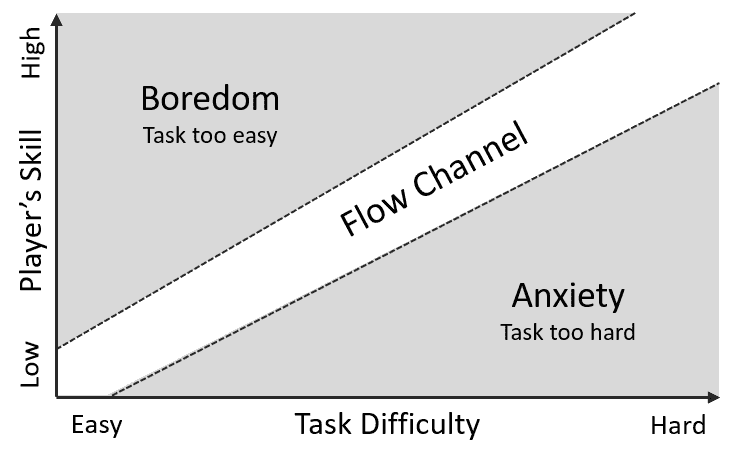 High
Boredom
Task too easy
Player’s Skill
Flow Channel
Anxiety
Task too hard
Low
Easy
Task Difficulty
Hard